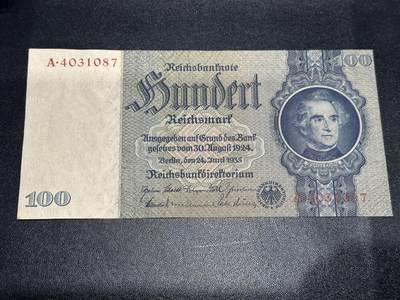 A·4031087
100
Reichsbanknote
Hundert
Reichsmark
Ausgegeben auf Grund des Bank
gesetzes vom 30. August 1924
Berlin, den 24. Juni 1935
Reichsbankdirektorium
100